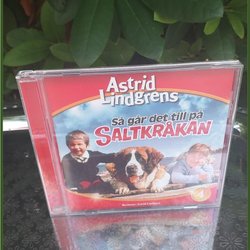 Astrid
Lindgrens
Så går det till på
SALTKRÅKAN